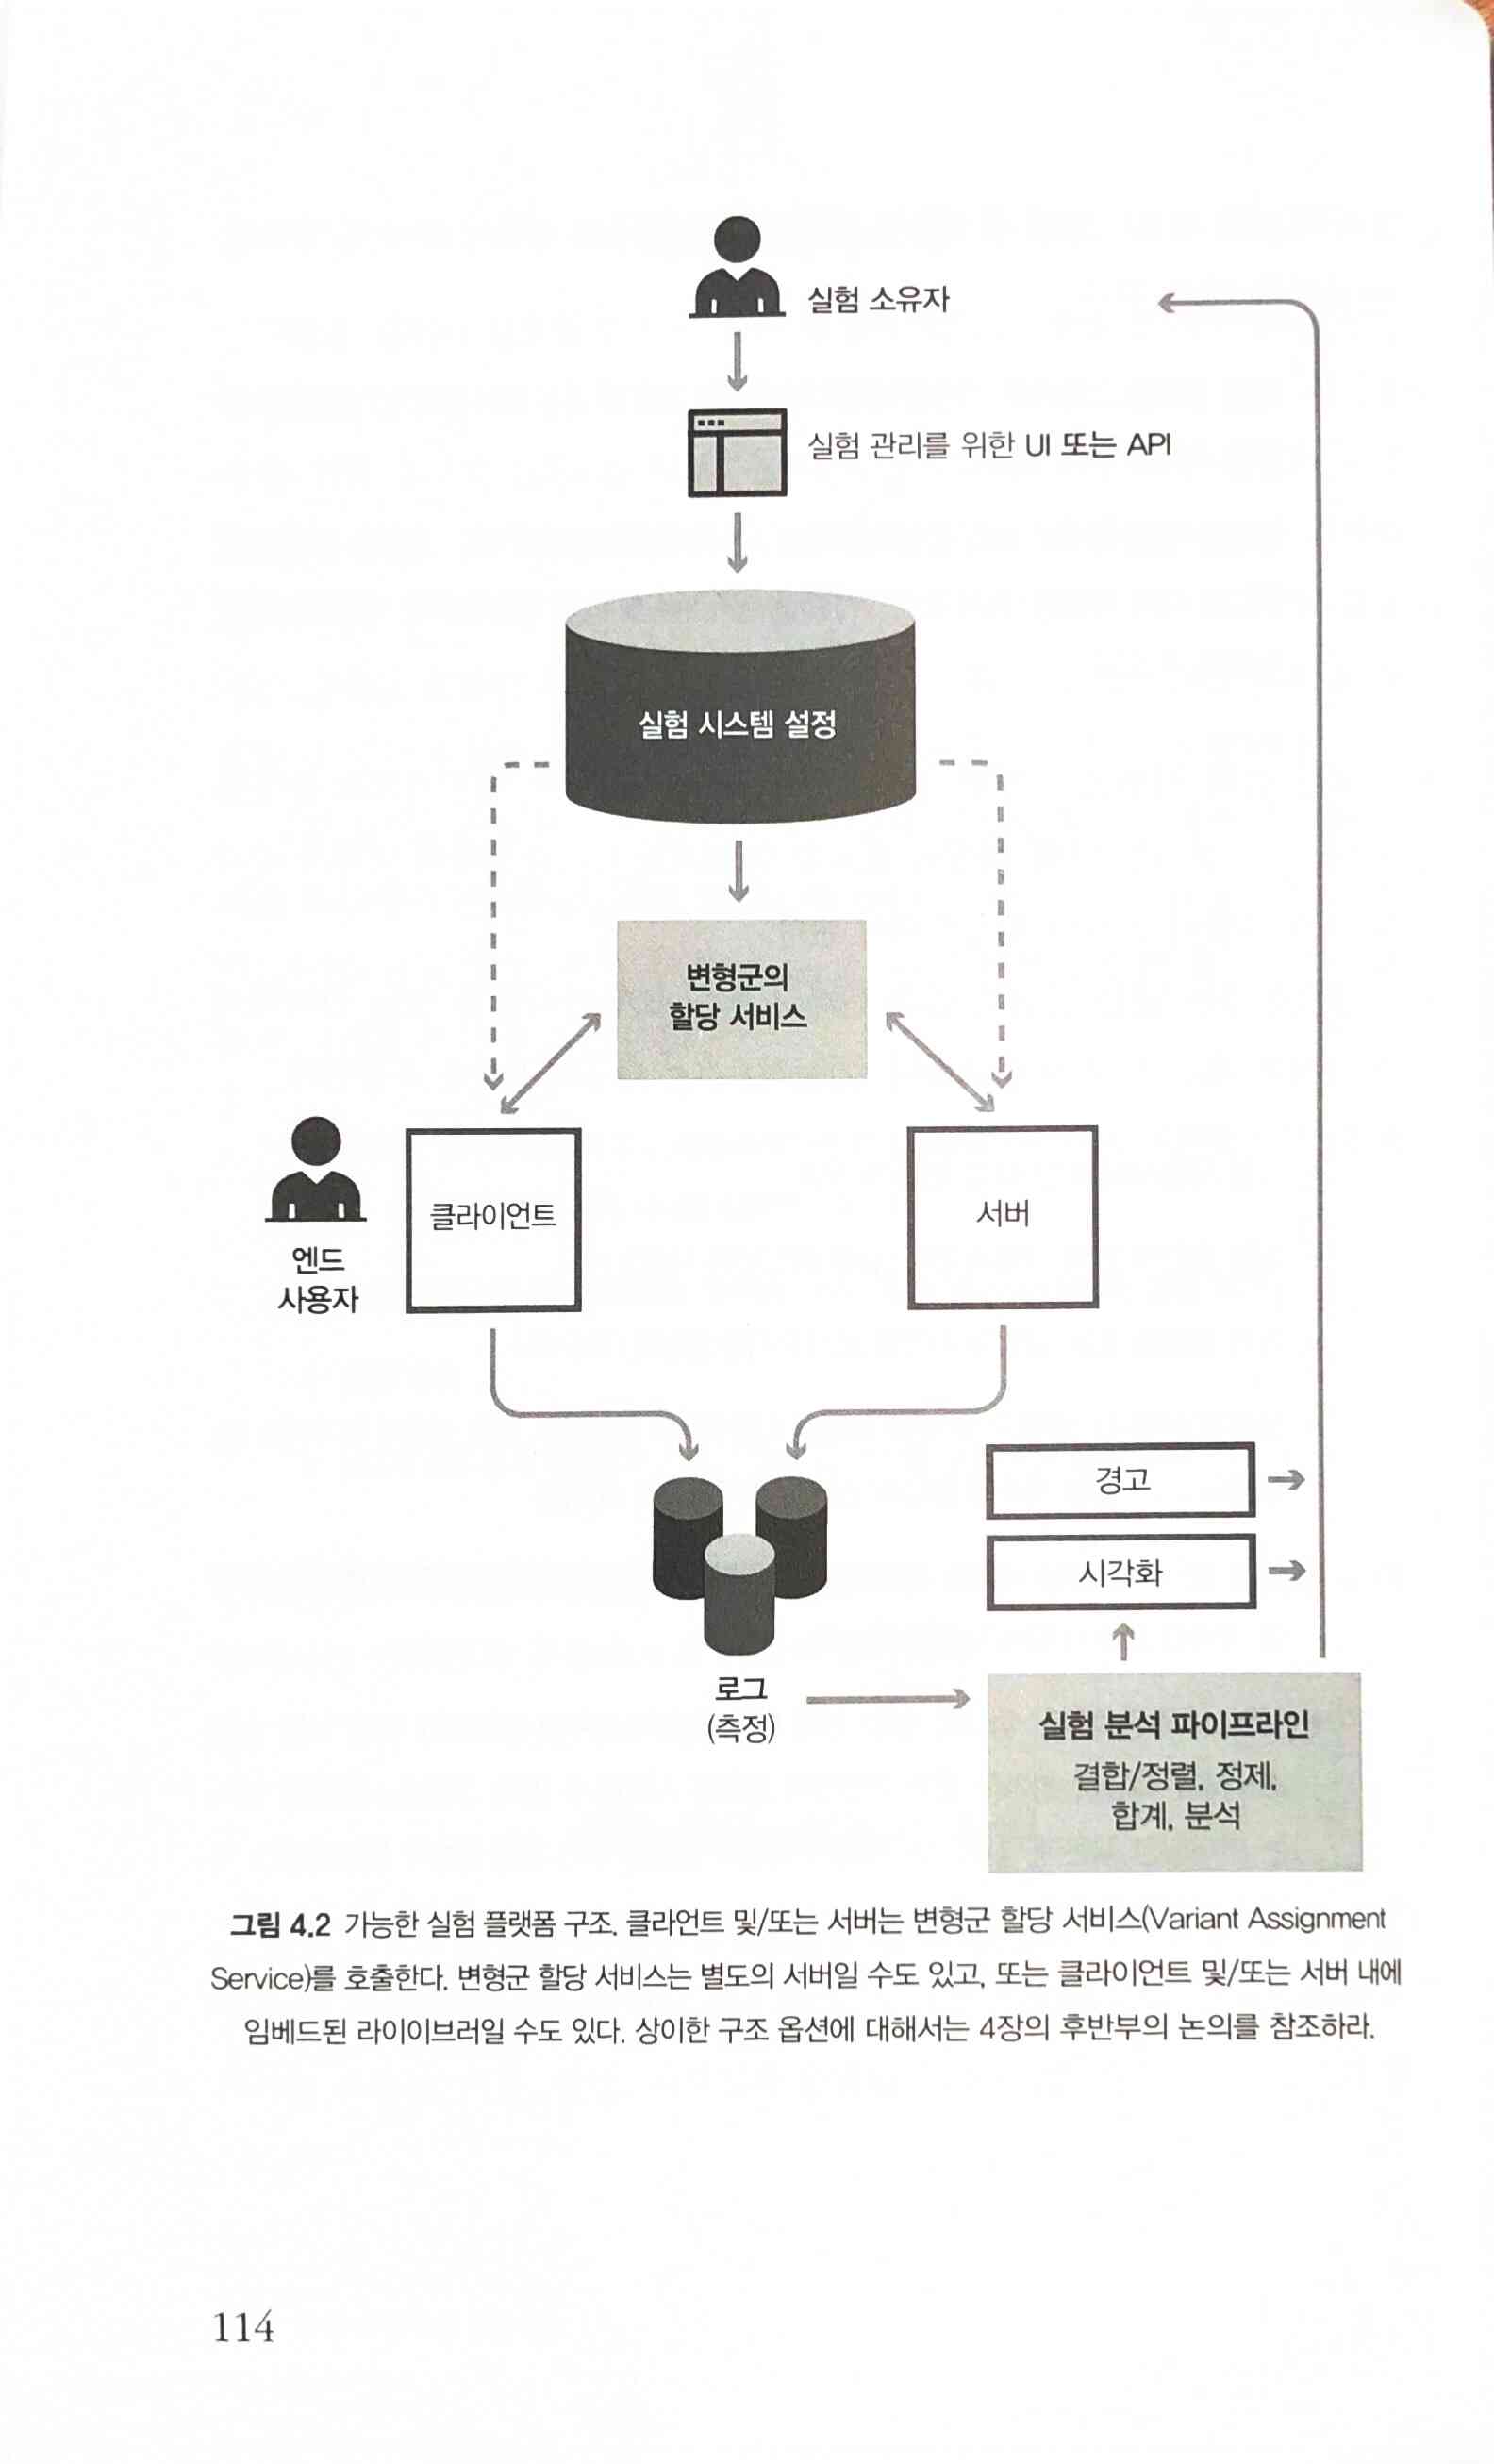 실험 소유자
실험 관리를 위한 UI 또는 API
실험 시스템 설정
변형군의
할당 서비스
엔드
사용자
클라이언트
서버
경고
시각화
로그
(측정)
실험 분석 파이프라인
결합/정렬, 정제,
합계, 분석
그림 4.2 가능한 실험 플랫폼 구조. 클라언트 및/또는 서버는 변형군 할당 서비스(Variant Assignment
Service)를 호출한다. 변형군 할당 서비스는 별도의 서버일 수도 있고, 또는 클라이언트 및/또는 서버 내에
임베드된 라이이브러일 수도 있다. 상이한 구조 옵션에 대해서는 4장의 후반부의 논의를 참조하라.
114